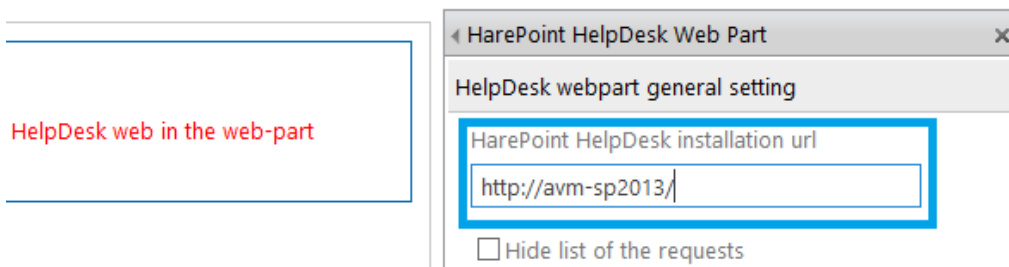 HarePoint HelpDesk Web Part
HelpDesk webpart general setting
HelpDesk web in the web-part
HarePoint HelpDesk installation url
http://avm-sp2013/
Hide list of the requests